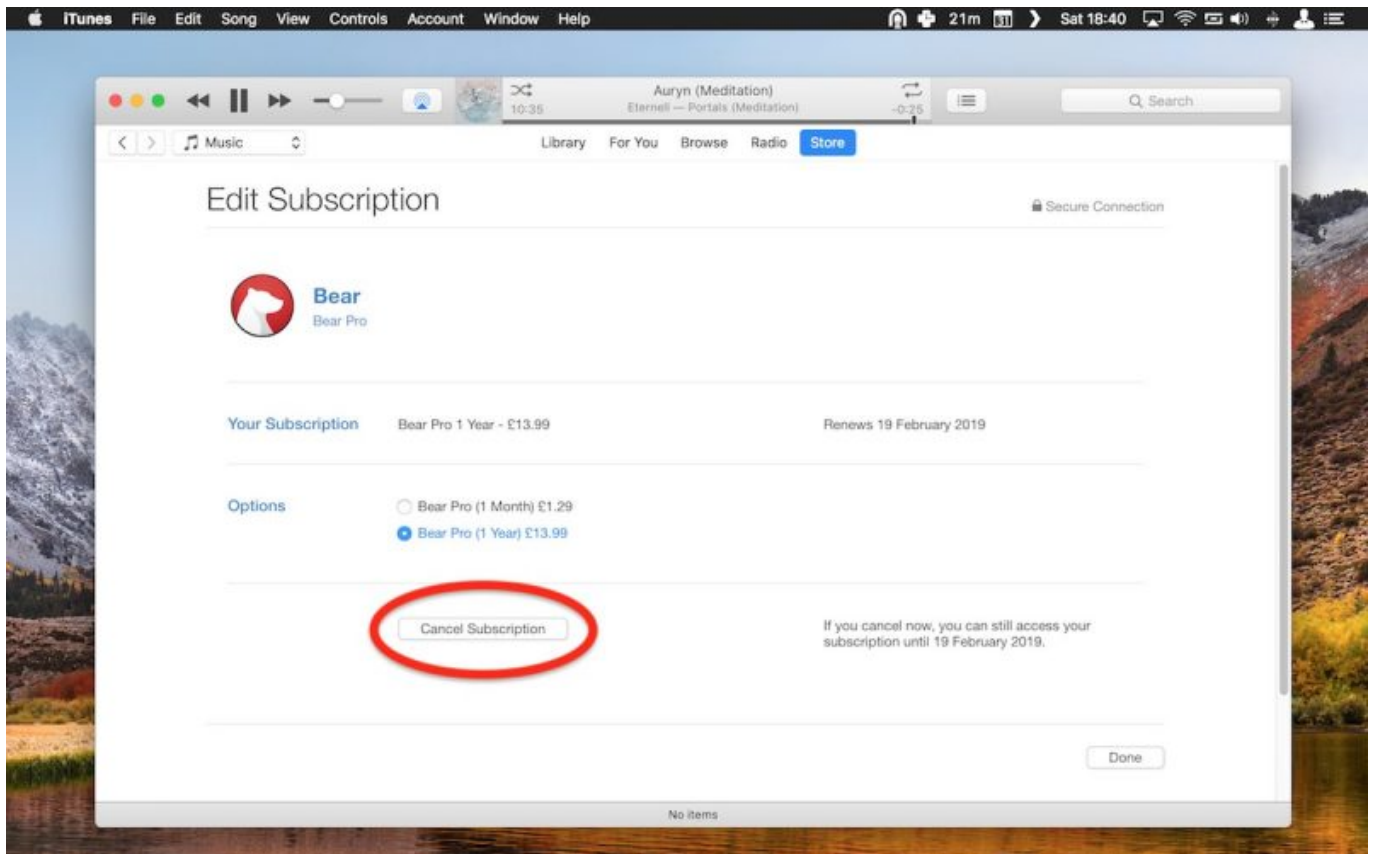 iTunes File Edit Song View Controls Account Window Help 21m 31 Sat 18:40
Auryn (Meditation)
10:35 Eternell — Portals (Meditation) -0:25
Search
Music Library For You Browse Radio Store
Edit Subscription
Secure Connection
Bear
Bear Pro
Your Subscription Bear Pro 1 Year - £13.99 Renews 19 February 2019
Options Bear Pro (1 Month) £1.29
Bear Pro (1 Year) £13.99
Cancel Subscription If you cancel now, you can still access your
subscription until 19 February 2019.
Done
No items